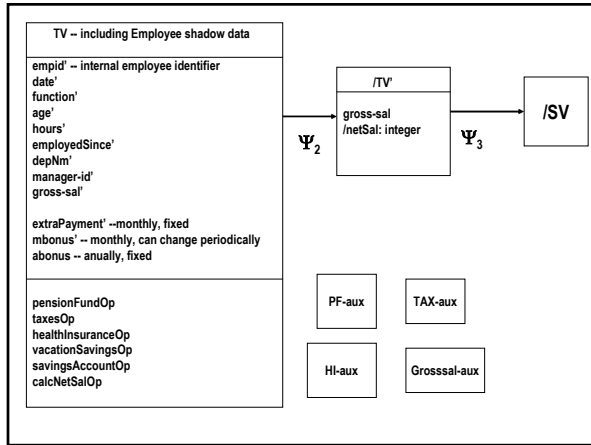 TV -- including Employee shadow data
empid’ -- internal employee identifier
date’
function’
age’
hours’
employedSince’
depNm’
manager-id’
gross-sal’
extraPayment’ --monthly, fixed
mbonus’ -- monthly, can change periodically
abonus -- anually, fixed
pensionFundOp
taxesOp
healthInsuranceOp
vacationSavingsOp
savingsAccountOp
calcNetSalOp
Ψ2
/TV’
gross-sal
/netSal: integer
Ψ3
/SV
PF-aux
TAX-aux
HI-aux
Grosssal-aux